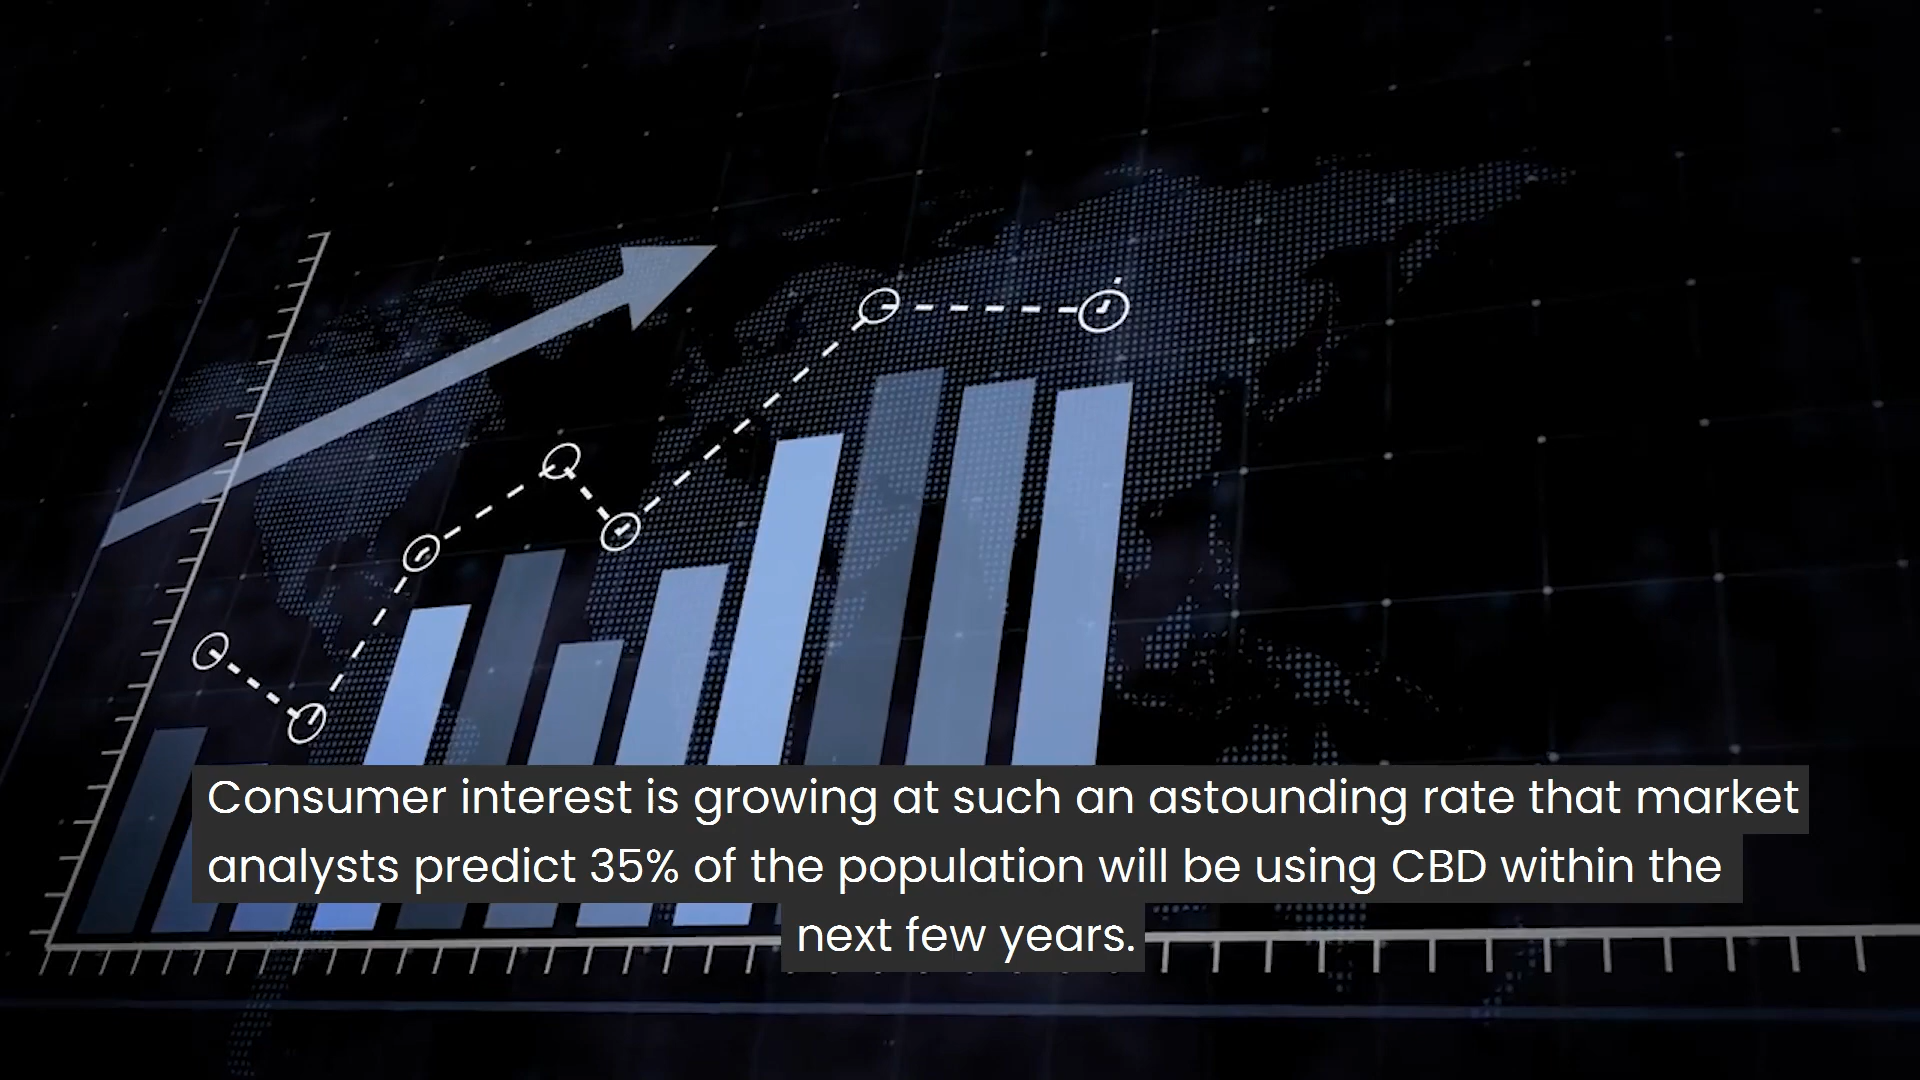 Consumer interest is growing at such an astounding rate that market
analysts predict 35% of the population will be using CBD within the
next few years.